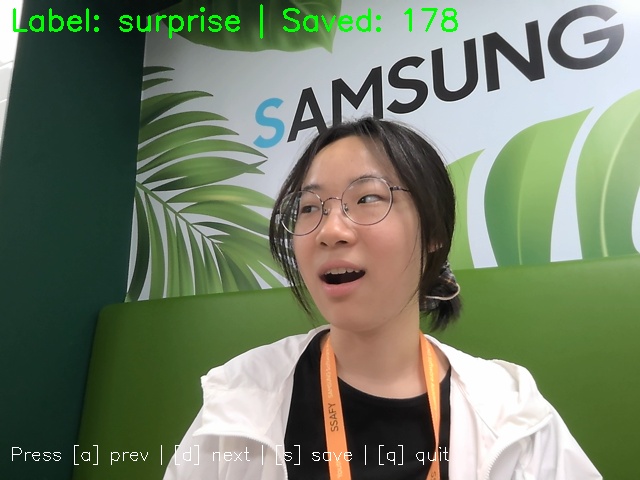 Label: surprise | Saved: 178
SAMSUNG
SSAFY
Press [a] prev | [d] next | [s] save | [q] quit